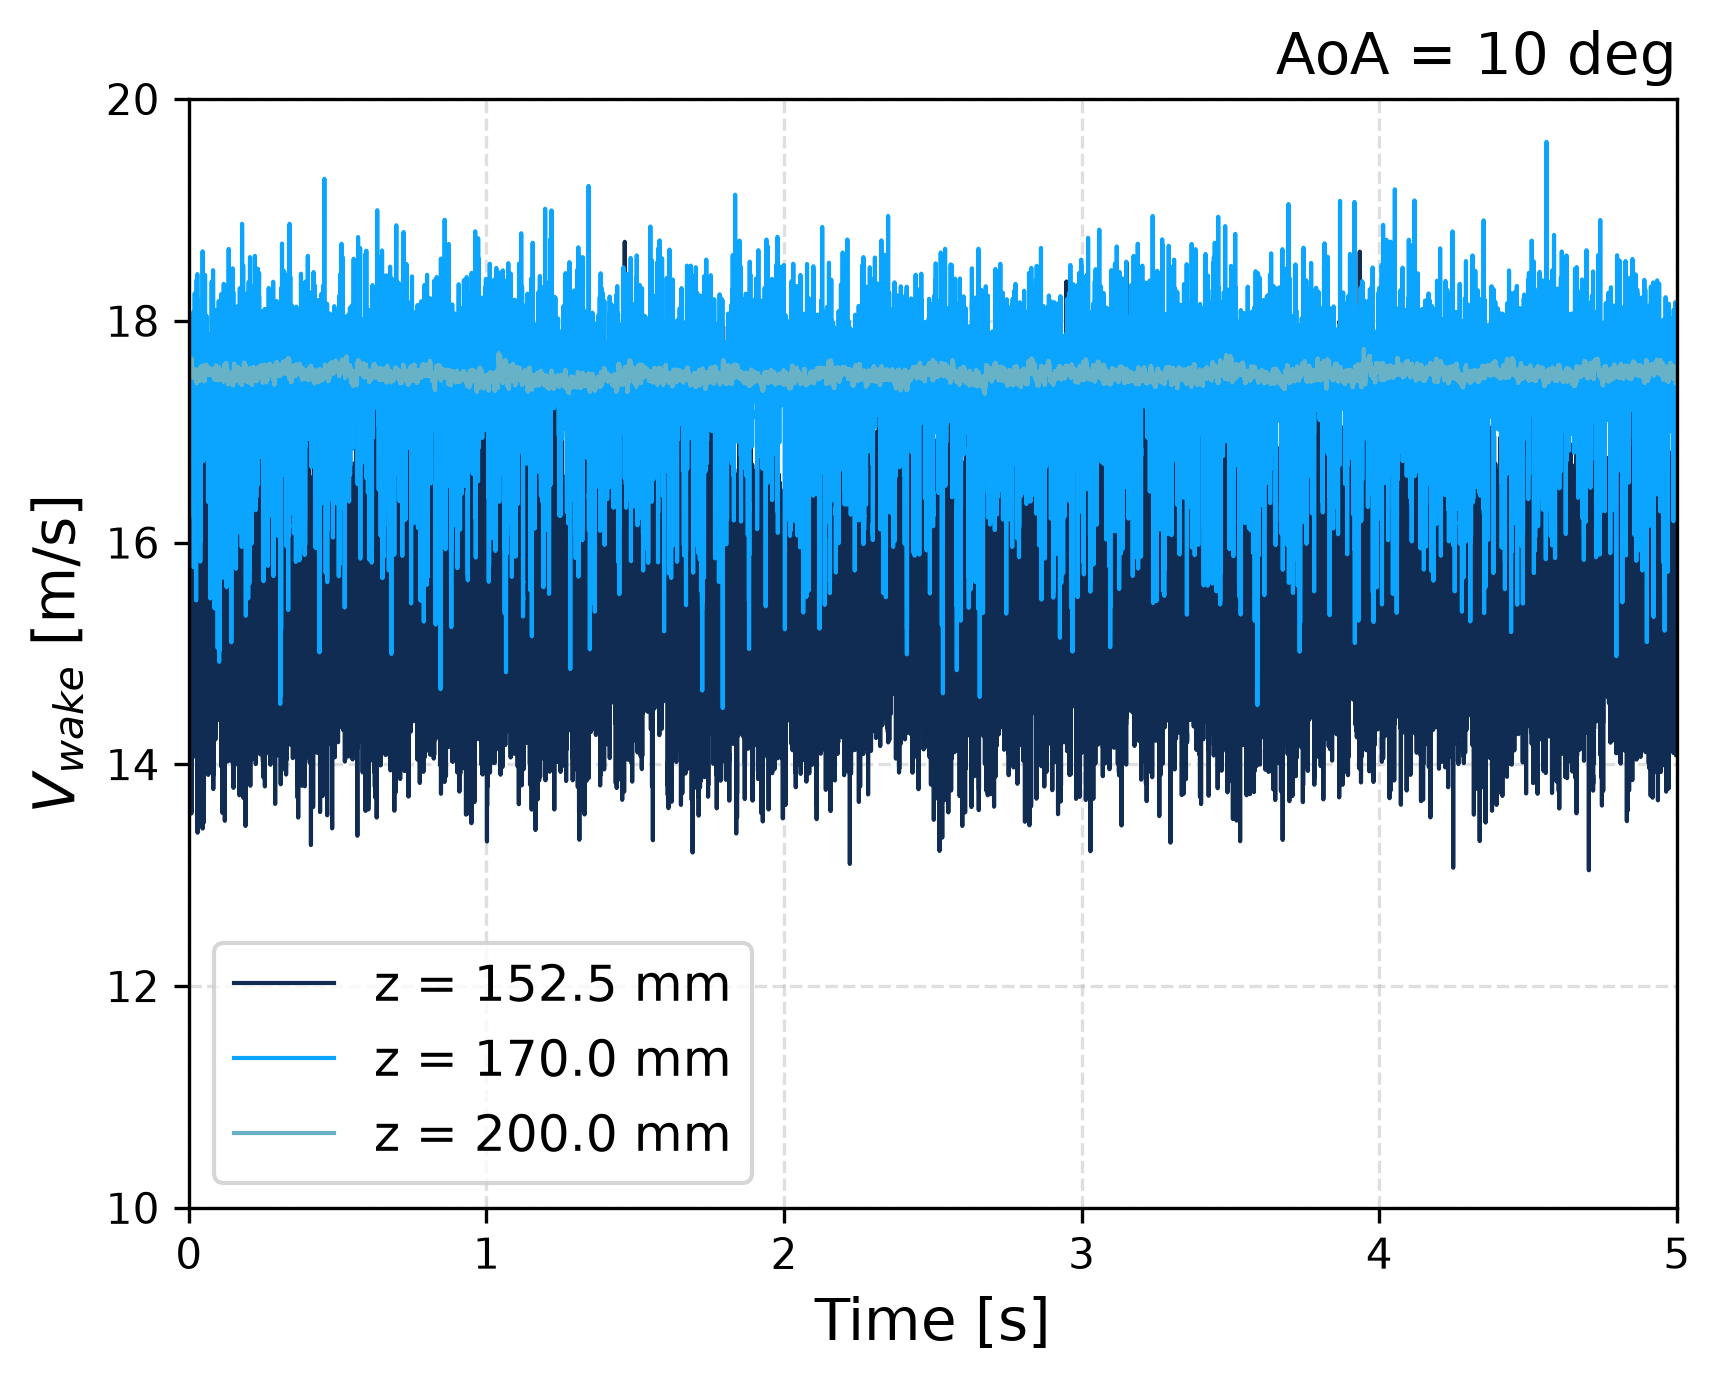 AoA = 10 deg
20
18
16
14
12
10
V wake [m/s]
z = 152.5 mm
z = 170.0 mm
z = 200.0 mm
0 1 2 3 4 5
Time [s]